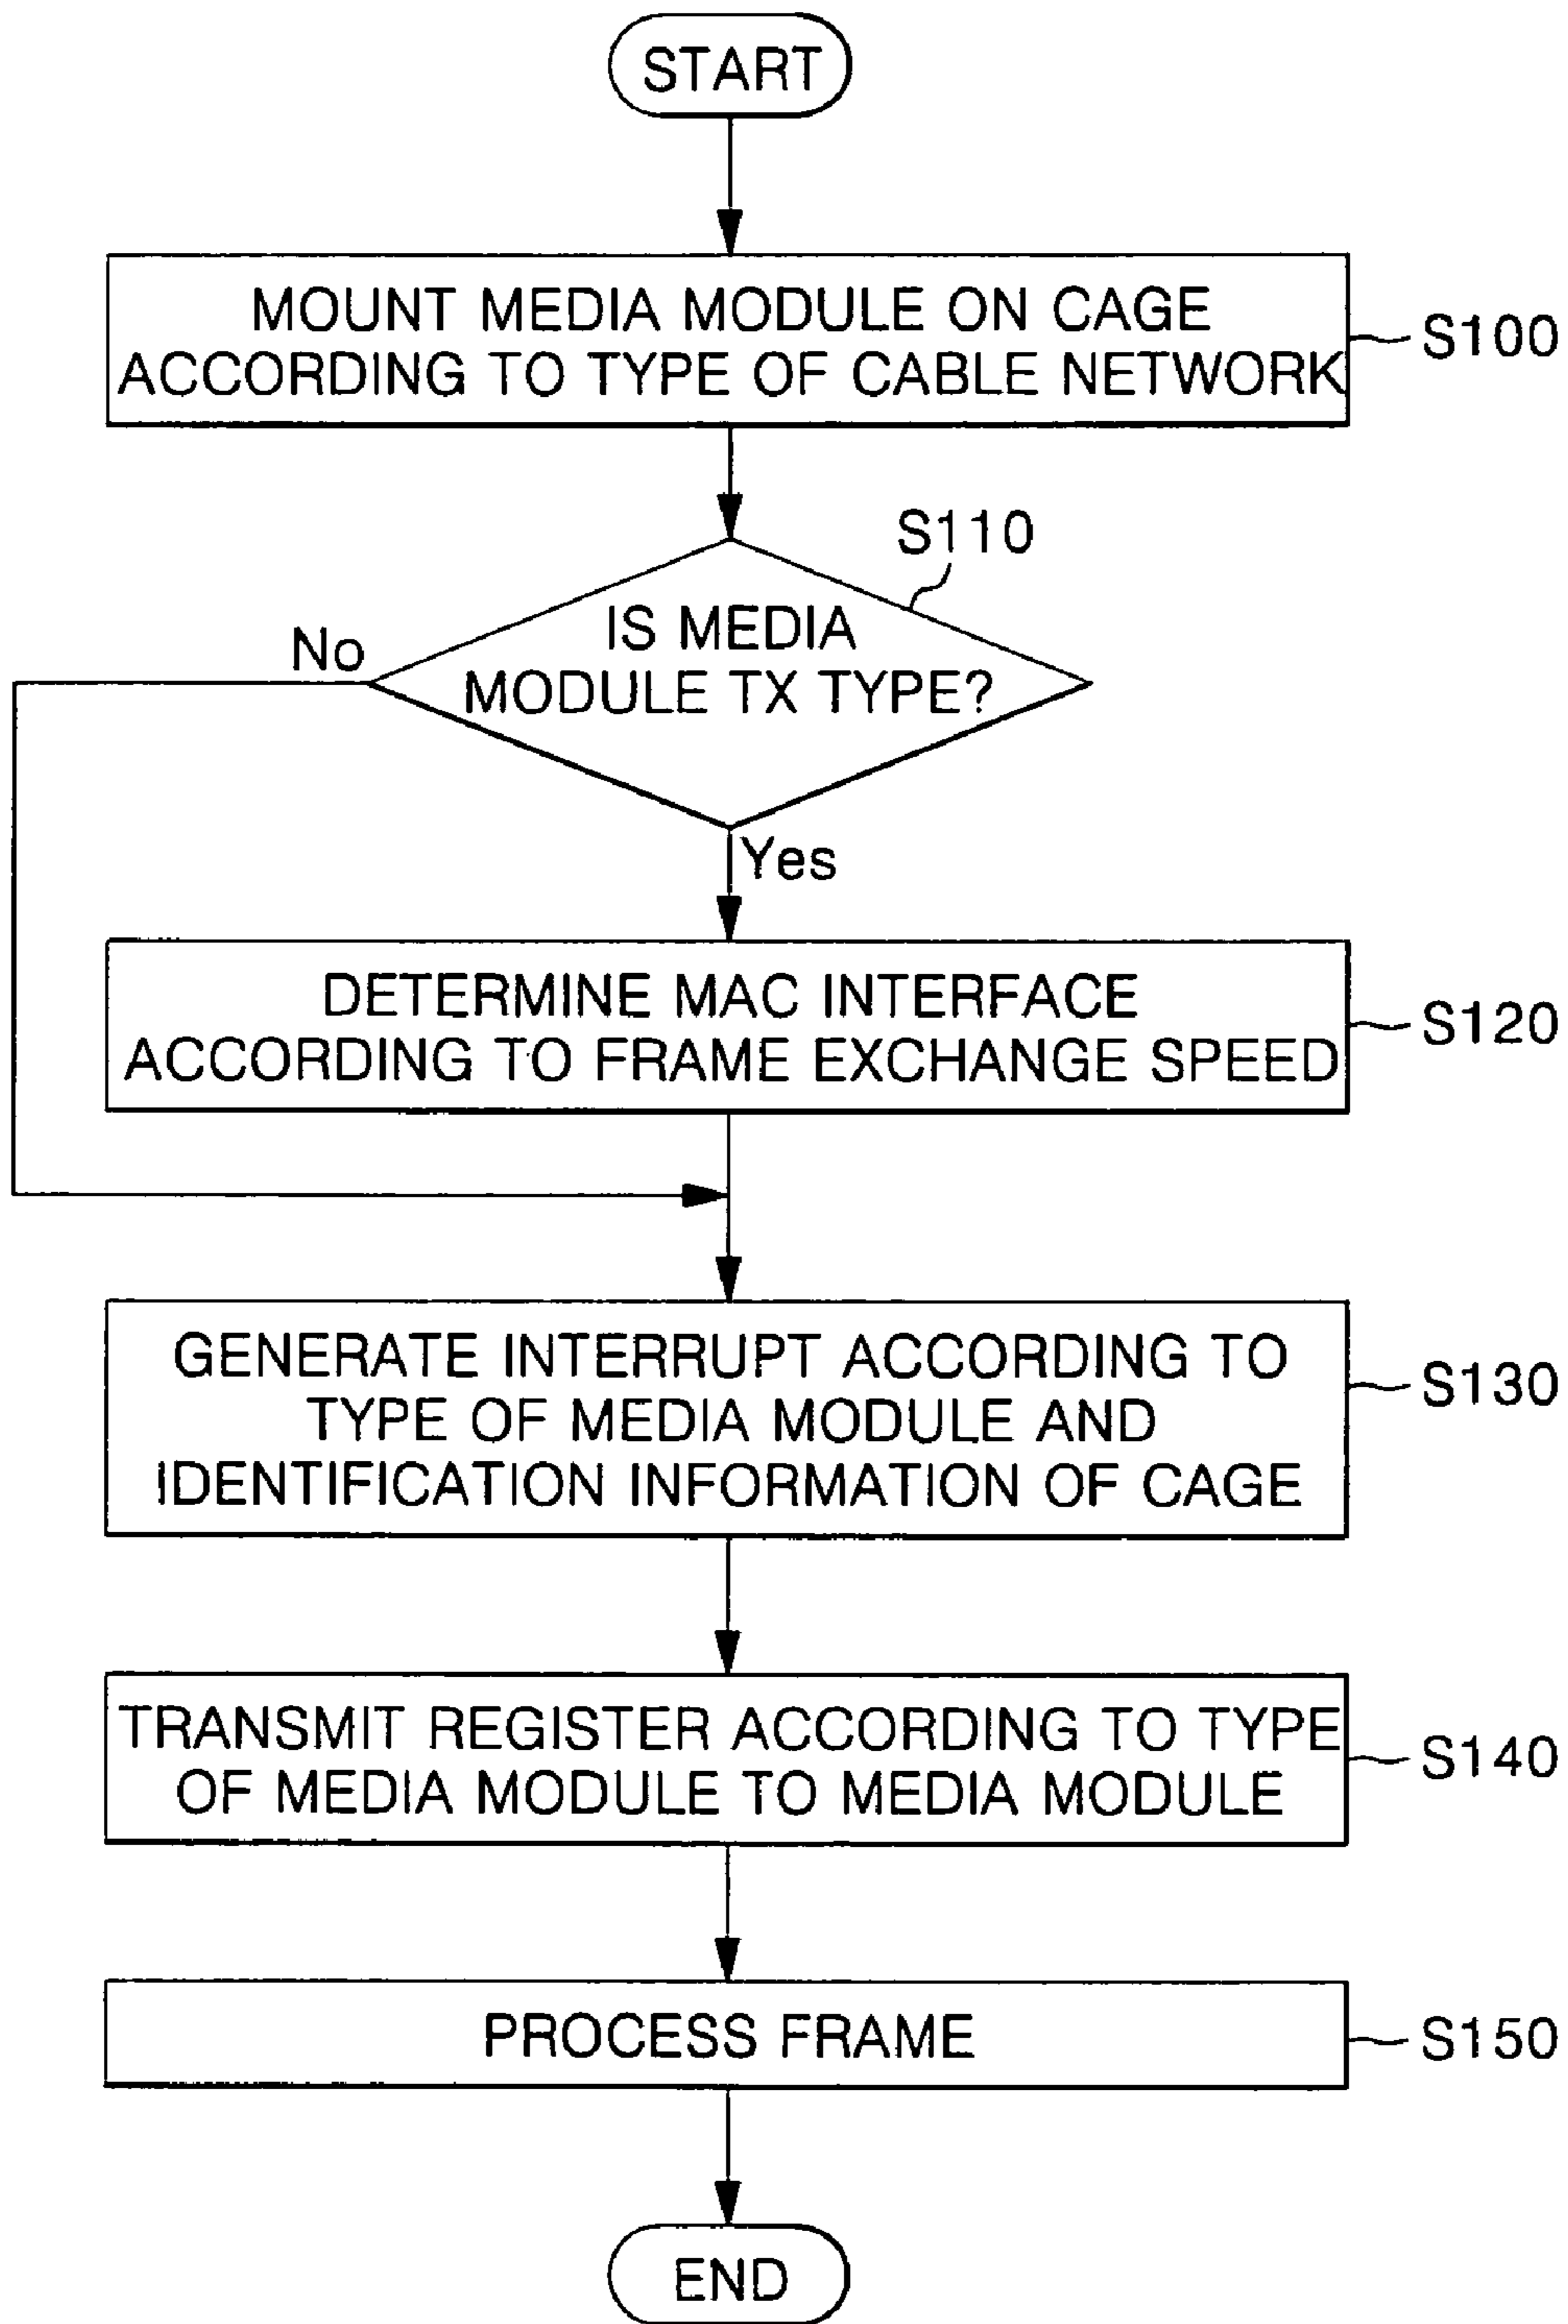 START
MOUNT MEDIA MODULE ON CAGE
ACCORDING TO TYPE OF CABLE NETWORK
S100
S110
IS MEDIA
MODULE TX TYPE?
No
Yes
DETERMINE MAC INTERFACE
ACCORDING TO FRAME EXCHANGE SPEED
S120
GENERATE INTERRUPT ACCORDING TO
TYPE OF MEDIA MODULE AND
IDENTIFICATION INFORMATION OF CAGE
S130
TRANSMIT REGISTER ACCORDING TO TYPE
OF MEDIA MODULE TO MEDIA MODULE
S140
PROCESS FRAME
S150
END